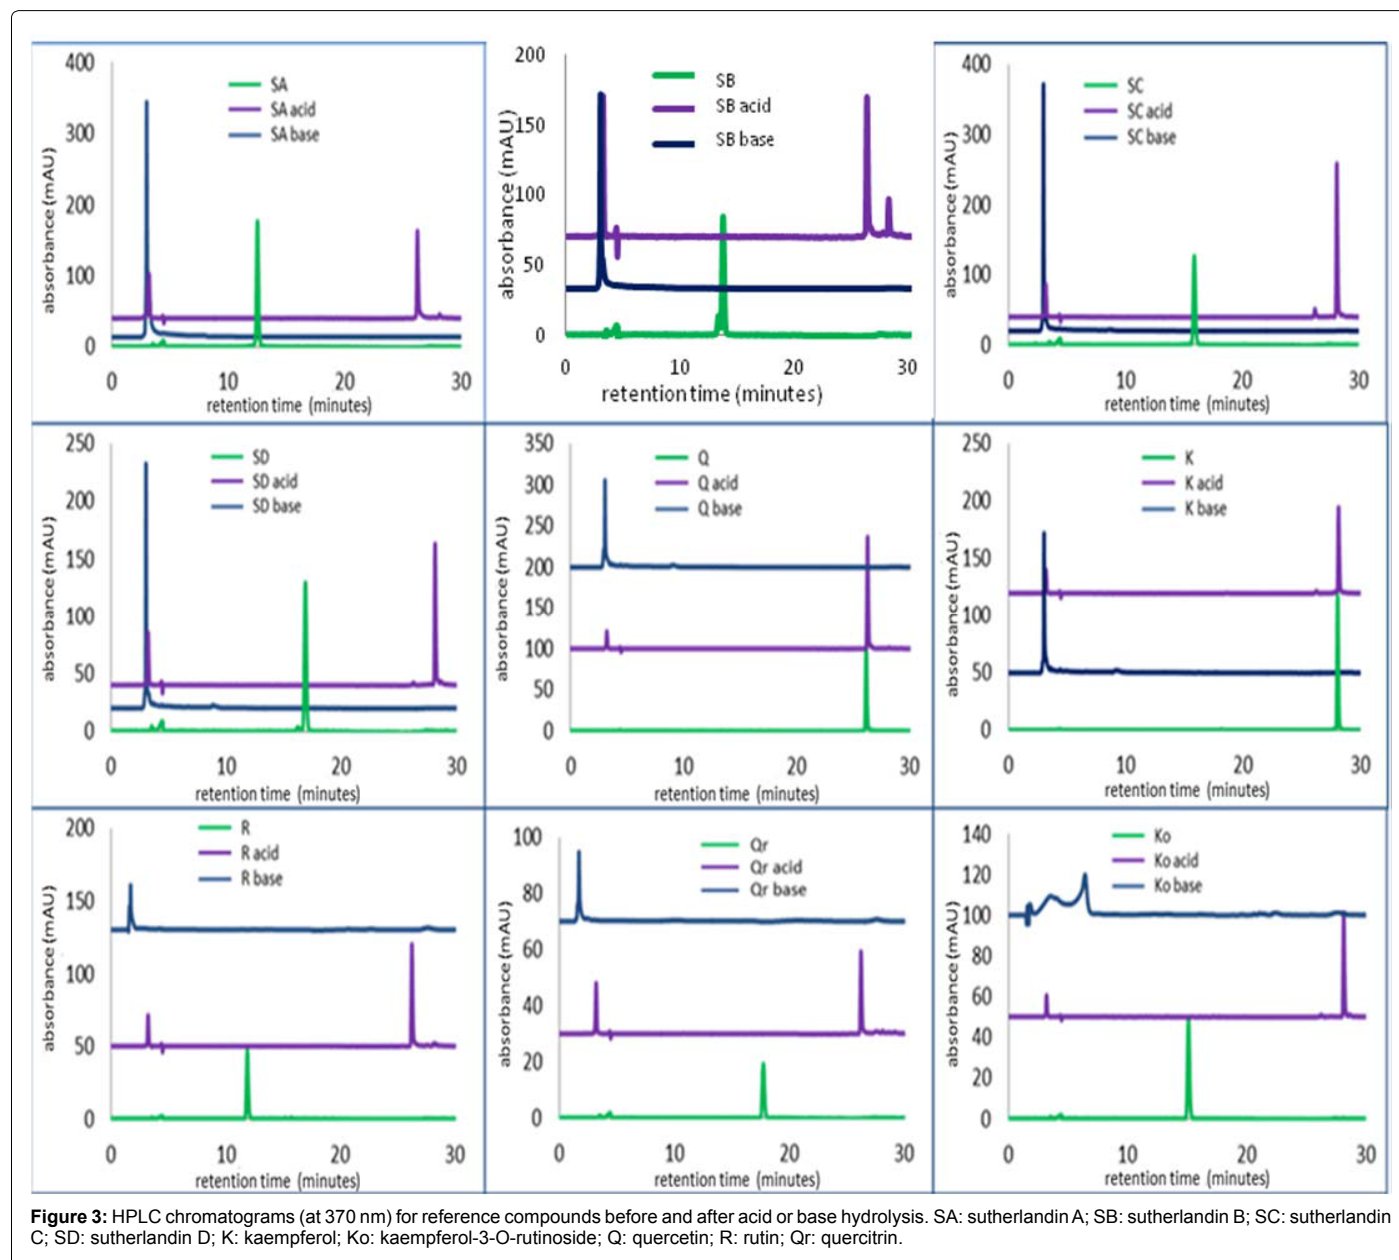 400
300
200
100
0
absorbance (mAU)
SA
SA acid
SA base
0 10 20 30
retention time (minutes)
200
150
100
50
0
absorbance (mAU)
SB
SB acid
SB base
0 10 20 30
retention time (minutes)
400
300
200
100
0
absorbance (mAU)
SC
SC acid
SC base
0 10 20 30
retention time (minutes)
250
200
150
100
50
0
absorbance (mAU)
SD
SD acid
SD base
0 10 20 30
retention time (minutes)
350
300
250
200
150
100
50
0
absorbance (mAU)
Q
Q acid
Q base
0 10 20 30
retention time (minutes)
250
200
150
100
50
0
absorbance (mAU)
K
K acid
K base
0 10 20 30
retention time (minutes)
200
150
100
50
0
absorbance (mAU)
R
R acid
R base
0 10 20 30
retention time (minutes)
100
80
60
40
20
0
absorbance (mAU)
Qr
Qr acid
Qr base
0 10 20 30
retention time (minutes)
140
120
100
80
60
40
20
0
absorbance (mAU)
Ko
Ko acid
Ko base
0 10 20 30
retention time (minutes)
Figure 3: HPLC chromatograms (at 370 nm) for reference compounds before and after acid or base hydrolysis. SA: sutherlandin A; SB: sutherlandin B; SC: sutherlandin
C; SD: sutherlandin D; K: kaempferol; Ko: kaempferol-3-O-rutinoside; Q: quercetin; R: rutin; Qr: quercitrin.